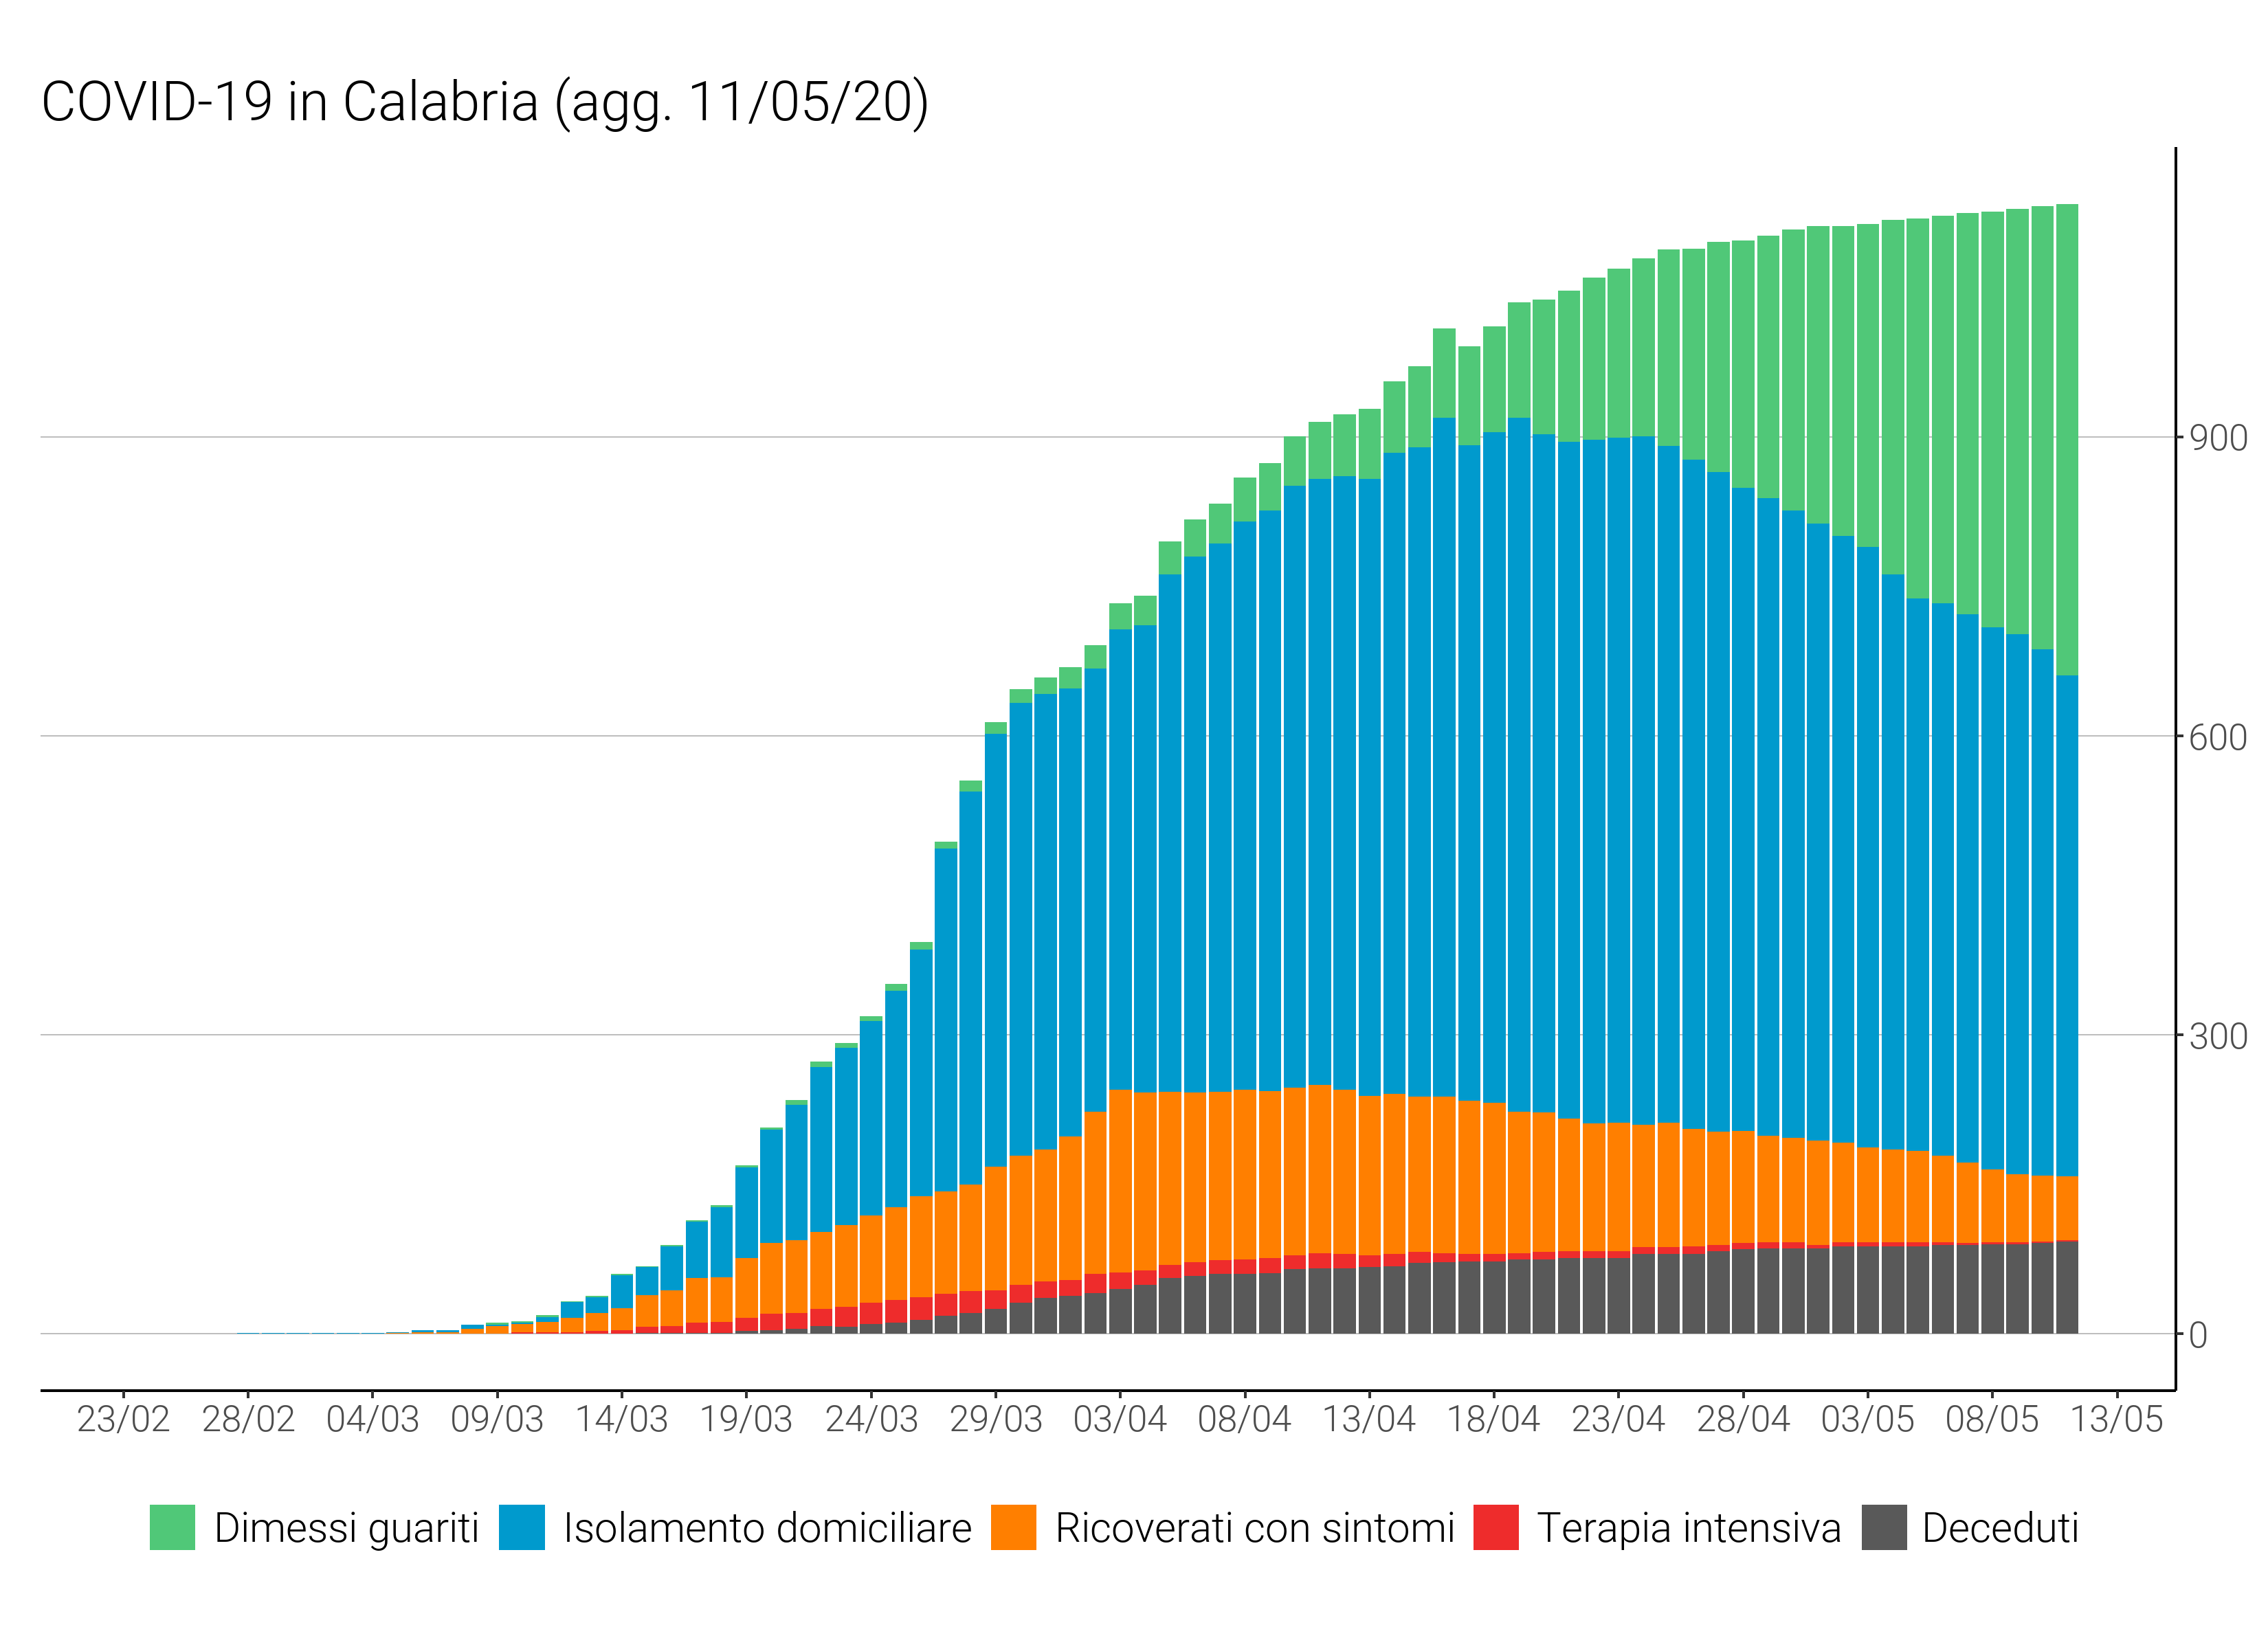 COVID-19 in Calabria (agg. 11/05/20)
900
600
300
0
23/02 28/02 04/03 09/03 14/03 19/03 24/03 29/03 03/04 08/04 13/04 18/04 23/04 28/04 03/05 08/05 13/05
Dimessi guariti Isolamento domiciliare Ricoverati con sintomi Terapia intensiva Deceduti